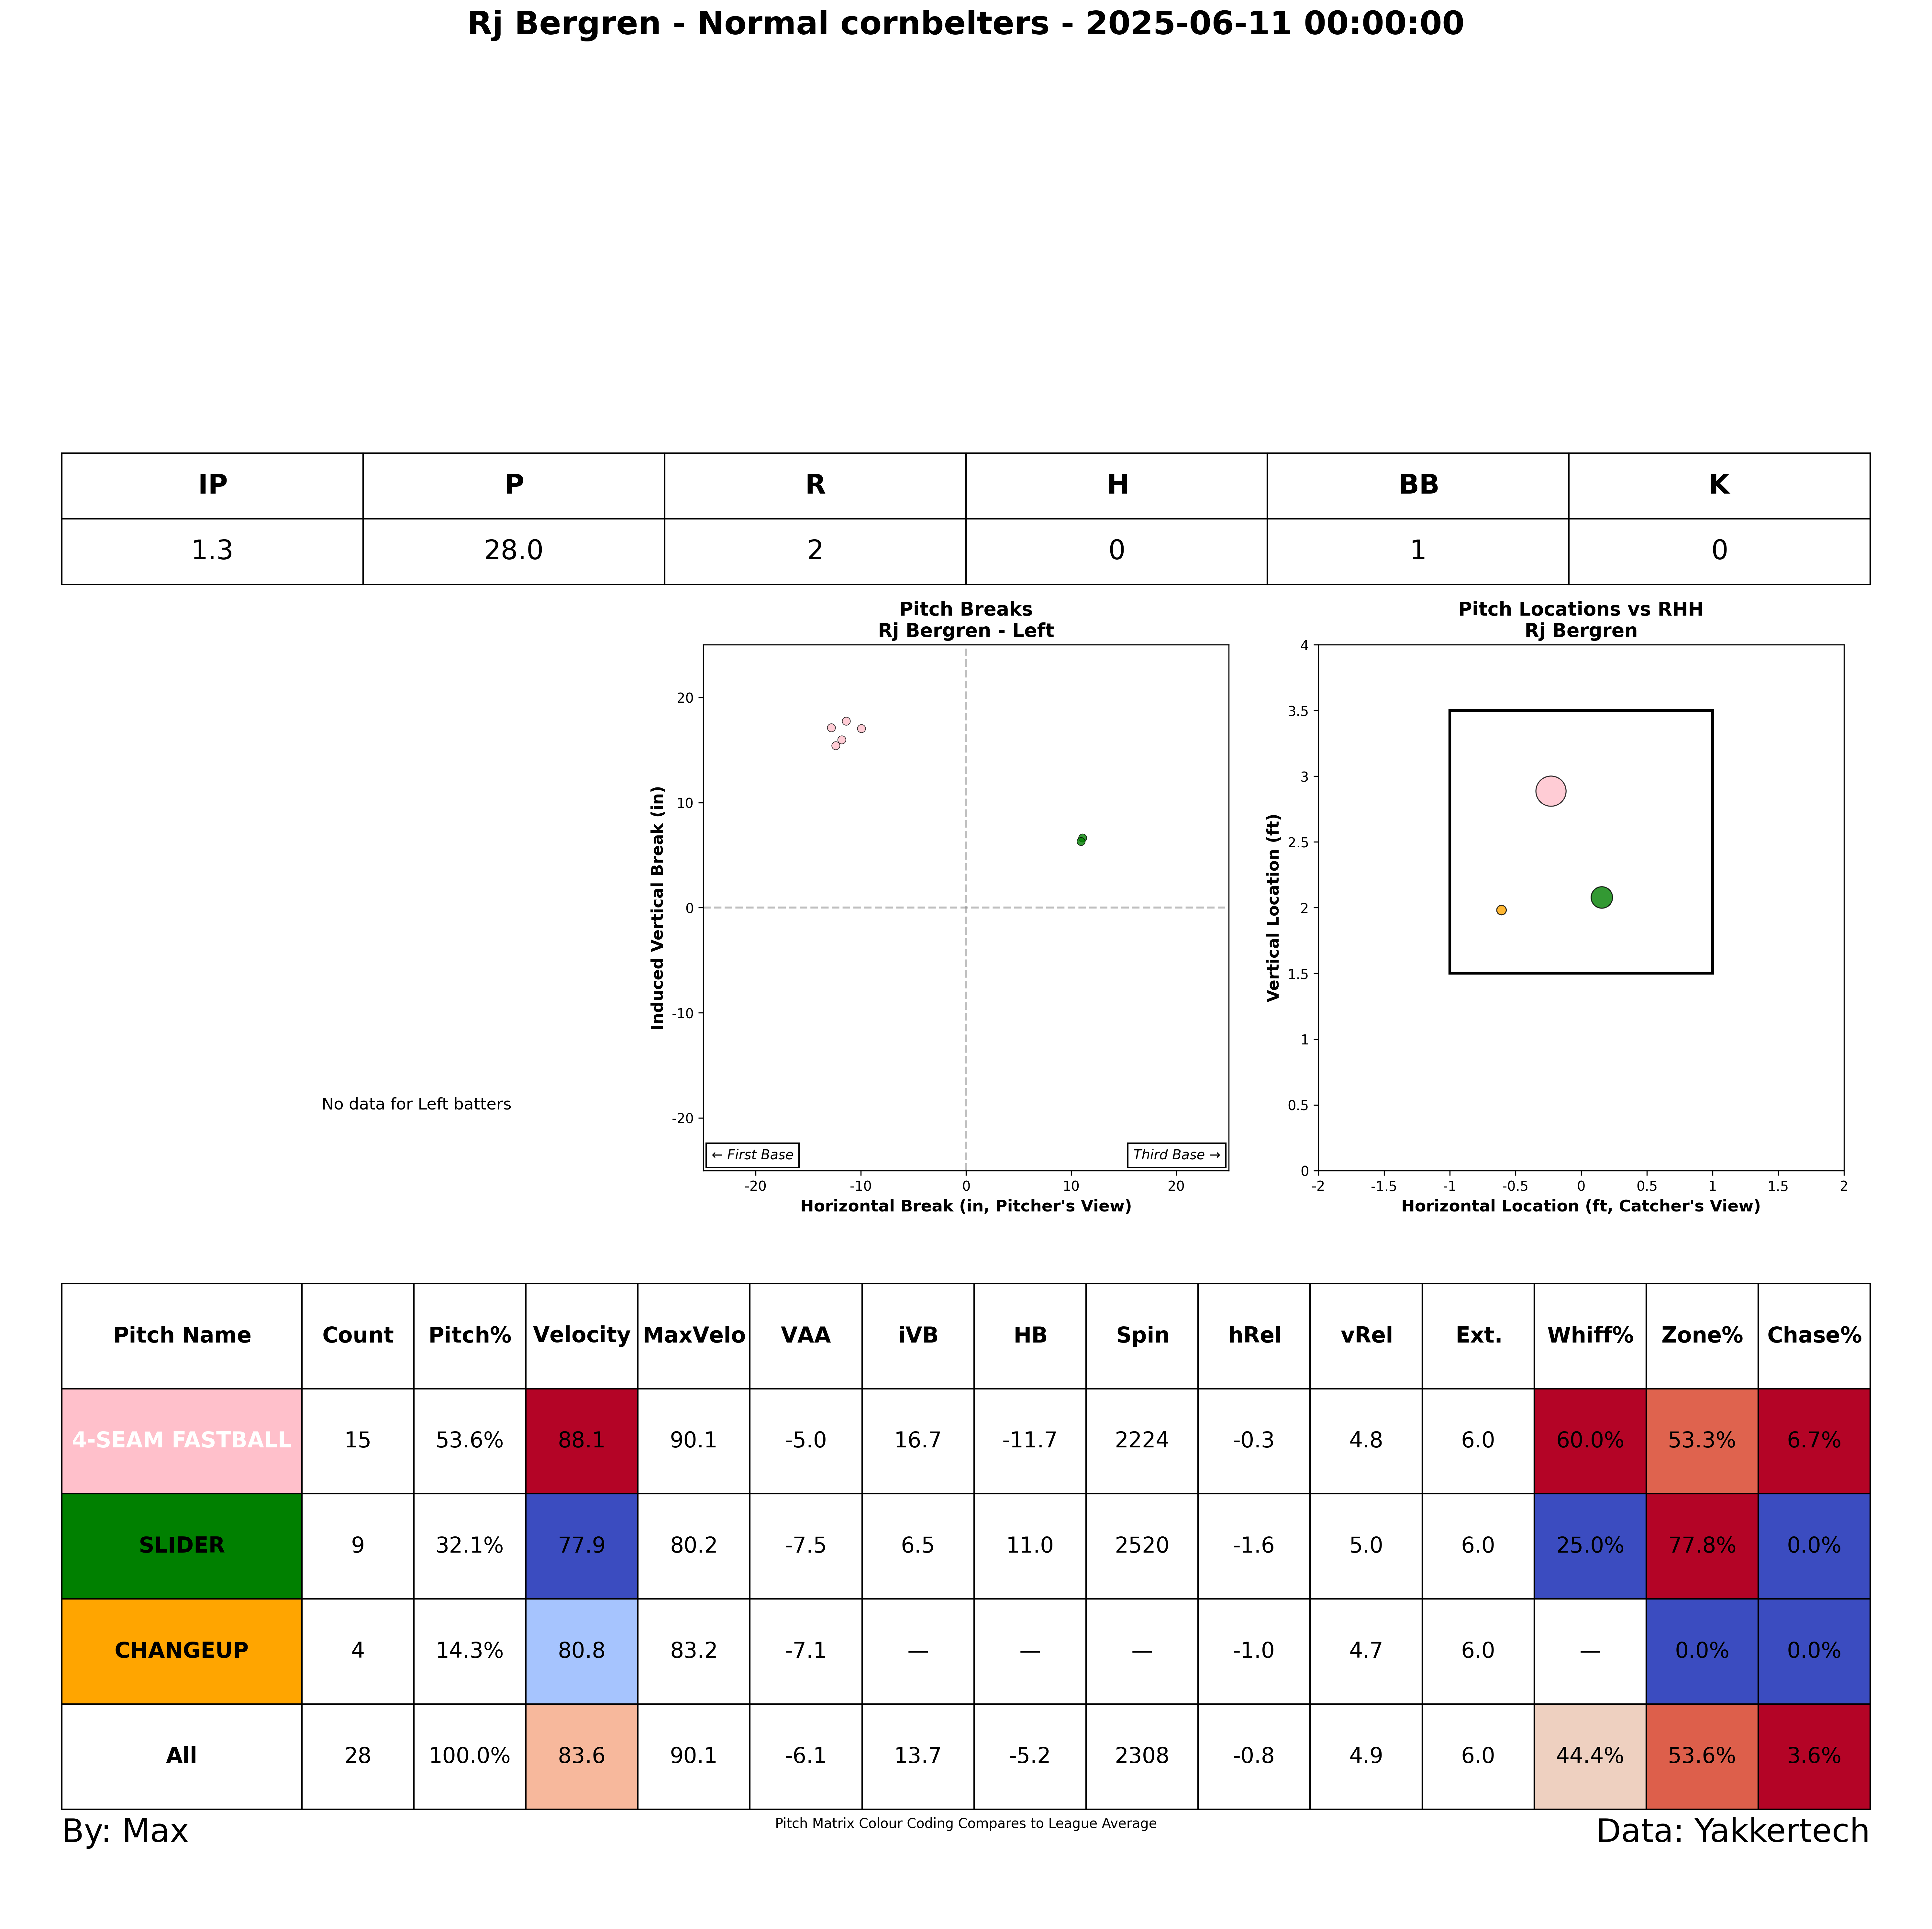 Rj Bergren - Normal cornbelters - 2025-06-11 00:00:00
IP P R H BB K
1.3 28.0 2 0 1 0
No data for Left batters
Pitch Breaks
Rj Bergren - Left
Induced Vertical Break (in)
20
10
0
-10
-20
← First Base
Third Base →
-20 -10 0 10 20
Horizontal Break (in, Pitcher's View)
Pitch Locations vs RHH
Rj Bergren
Vertical Location (ft)
4
3.5
3
2.5
2
1.5
1
0.5
0
-2 -1.5 -1 -0.5 0 0.5 1 1.5 2
Horizontal Location (ft, Catcher's View)
Pitch Name Count Pitch% Velocity MaxVelo VAA iVB HB Spin hRel vRel Ext. Whiff% Zone% Chase%
4-SEAM FASTBALL 15 53.6% 88.1 90.1 -5.0 16.7 -11.7 2224 -0.3 4.8 6.0 60.0% 53.3% 6.7%
SLIDER 9 32.1% 77.9 80.2 -7.5 6.5 11.0 2520 -1.6 5.0 6.0 25.0% 77.8% 0.0%
CHANGEUP 4 14.3% 80.8 83.2 -7.1 — — — -1.0 4.7 6.0 — 0.0% 0.0%
All 28 100.0% 83.6 90.1 -6.1 13.7 -5.2 2308 -0.8 4.9 6.0 44.4% 53.6% 3.6%
By: Max
Pitch Matrix Colour Coding Compares to League Average
Data: Yakkertech